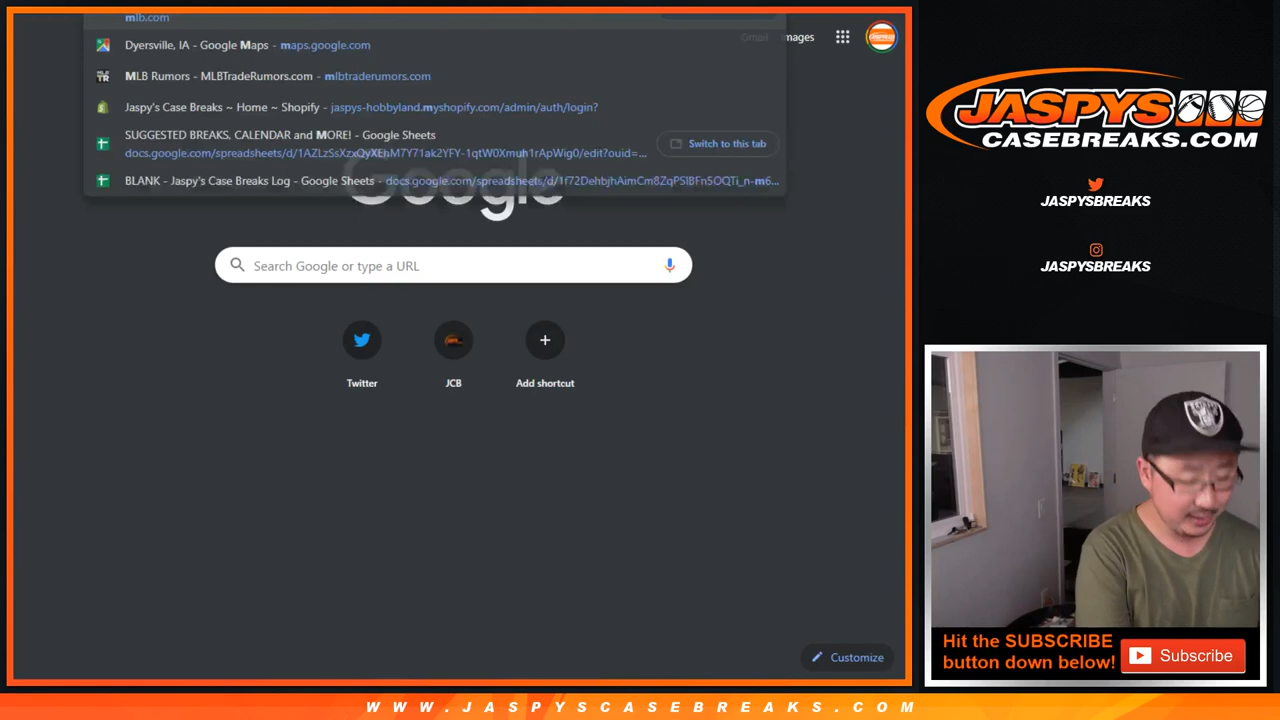 mlb.com
Gmail Images
Dyersville, IA - Google Maps - maps.google.com
MLB Rumors - MLBTradeRumors.com - mlbtraderumors.com
Jaspy's Case Breaks ~ Home ~ Shopify - jaspys-hobbyland.myshopify.com/admin/auth/login?
SUGGESTED BREAKS, CALENDAR and MORE! - Google Sheets
Switch to this tab
BLANK - Jaspy's Case Breaks Log - Google Sheets -
Google
Search Google or type a URL
Twitter
JCB
Add shortcut
Customize
JASPYS
CASEBREAKS.COM
JASPYSBREAKS
JASPYSBREAKS
Hit the SUBSCRIBE
button down below!
Subscribe
WWW.JASPYSCASEBREAKS.COM